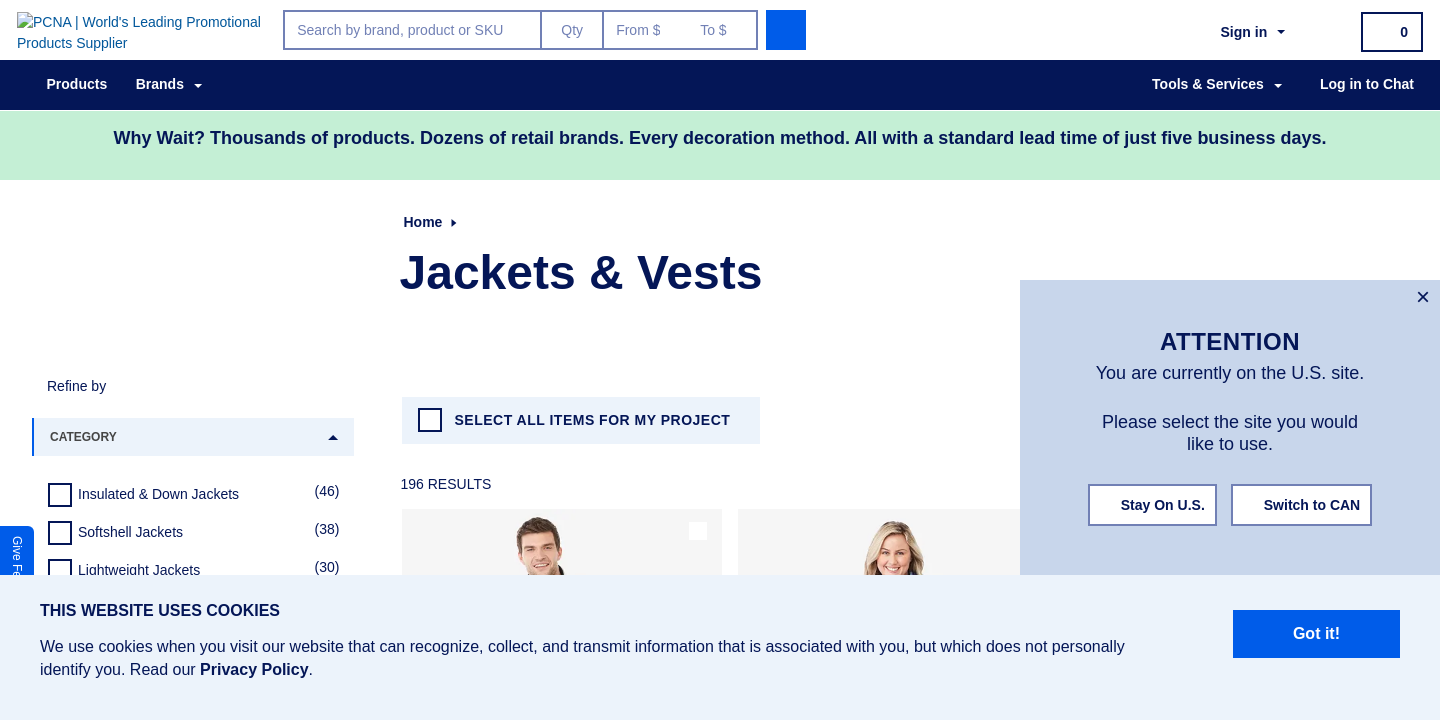 PCNA | World's Leading Promotional
Products Supplier
Search by brand, product or SKU
Qty
From $
To $
Sign in
0
Products
Brands
Tools & Services
Log in to Chat
Why Wait? Thousands of products. Dozens of retail brands. Every decoration method. All with a standard lead time of just five business days.
Home
Jackets & Vests
×
ATTENTION
You are currently on the U.S. site.
Please select the site you would
like to use.
Stay On U.S.
Switch to CAN
Refine by
CATEGORY
SELECT ALL ITEMS FOR MY PROJECT
196 RESULTS
Insulated & Down Jackets (46)
Softshell Jackets (38)
Lightweight Jackets (30)
Give
THIS WEBSITE USES COOKIES
We use cookies when you visit our website that can recognize, collect, and transmit information that is associated with you, but which does not personally
identify you. Read our Privacy Policy.
Got it!